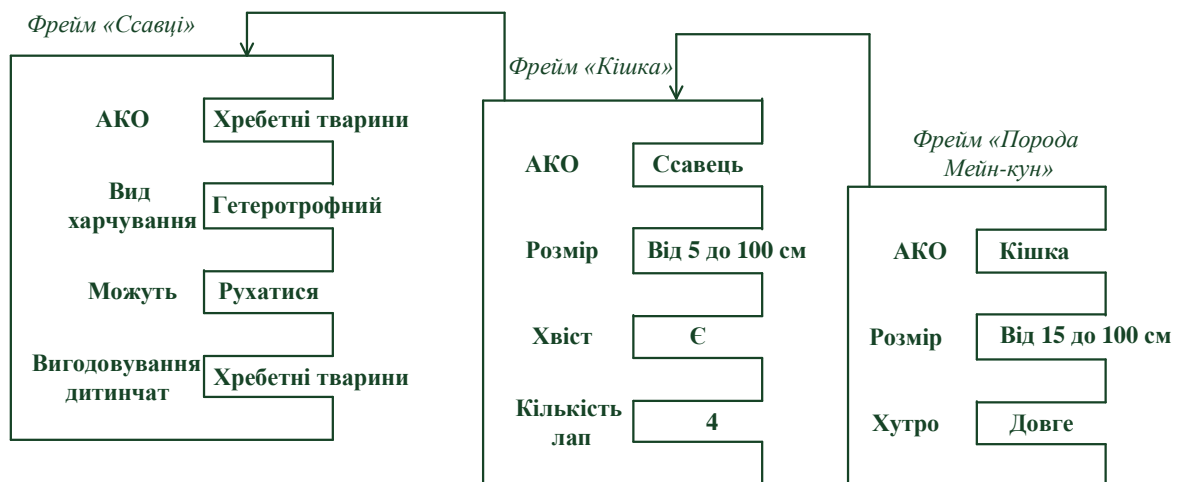 Фрейм «Ссавці»
АКО
Хребетні тварини
Вид
харчування
Гетеротрофний
Можуть
Рухатися
Вигодовування
дитинчат
Хребетні тварини
Фрейм «Кішка»
АКО
Ссавець
Розмір
Від 5 до 100 см
Хвіст
Є
Кількість
лап
4
Фрейм «Порода
Мейн-кун»
АКО
Кішка
Розмір
Від 15 до 100 см
Хутро
Довге